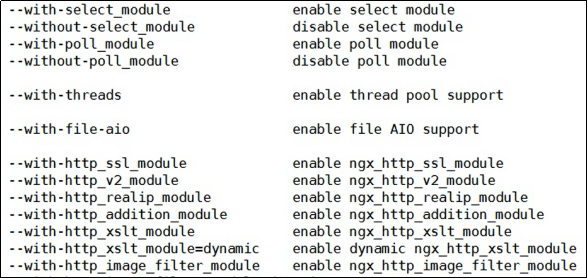 --with-select_module enable select module
--without-select_module disable select module
--with-poll_module enable poll module
--without-poll_module disable poll module
--with-threads enable thread pool support
--with-file-aio enable file AIO support
--with-http_ssl_module enable ngx_http_ssl_module
--with-http_v2_module enable ngx_http_v2_module
--with-http_realip_module enable ngx_http_realip_module
--with-http_addition_module enable ngx_http_addition_module
--with-http_xslt_module enable ngx_http_xslt_module
--with-http_xslt_module=dynamic enable dynamic ngx_http_xslt_module
--with-http_image_filter_module enable ngx_http_image_filter_module